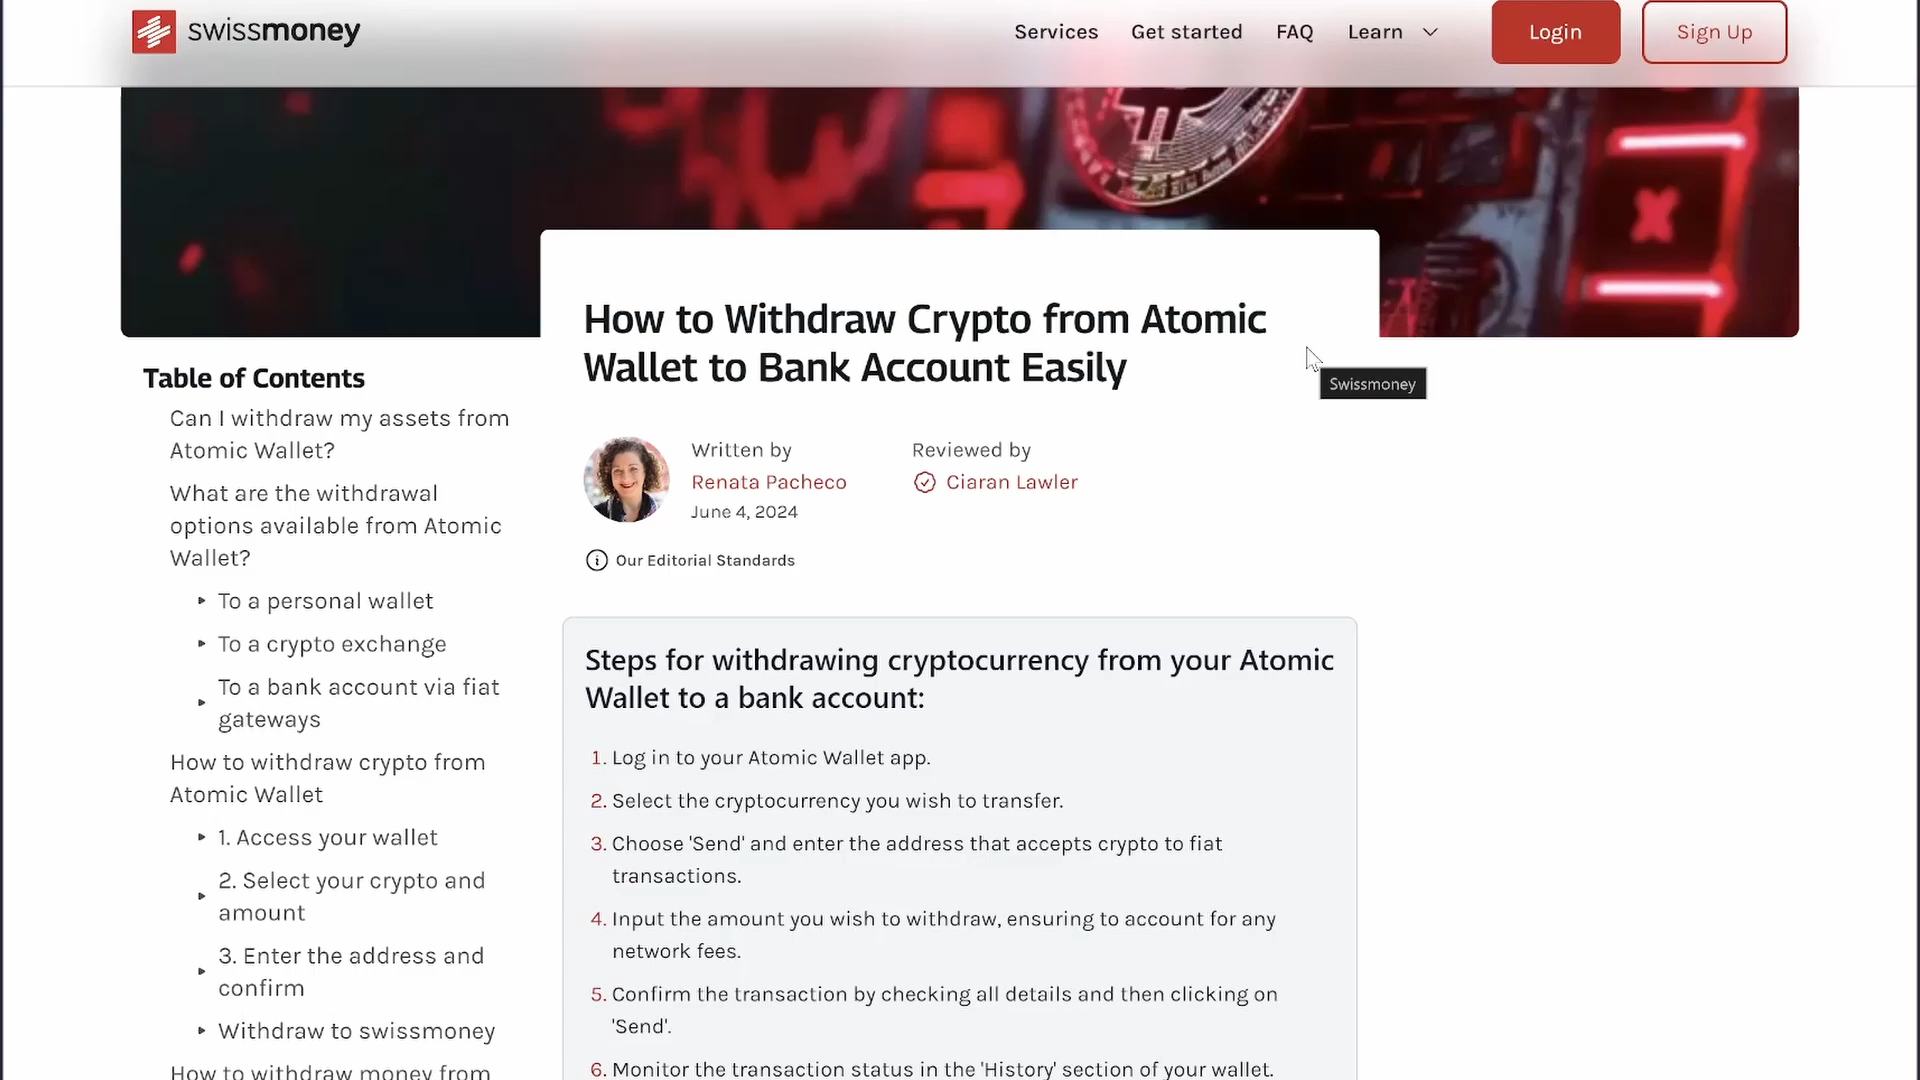 swissmoney
Services
Get started
FAQ
Learn
Login
Sign Up
How to Withdraw Crypto from Atomic
Wallet to Bank Account Easily
Swissmoney
Written by
Renata Pacheco
June 4, 2024
Reviewed by
Ciaran Lawler
Our Editorial Standards
Table of Contents
Can I withdraw my assets from
Atomic Wallet?
What are the withdrawal
options available from Atomic
Wallet?
To a personal wallet
To a crypto exchange
To a bank account via fiat
gateways
How to withdraw crypto from
Atomic Wallet
1. Access your wallet
2. Select your crypto and
amount
3. Enter the address and
confirm
Withdraw to swissmoney
How to withdraw money from
Steps for withdrawing cryptocurrency from your Atomic
Wallet to a bank account:
1. Log in to your Atomic Wallet app.
2. Select the cryptocurrency you wish to transfer.
3. Choose 'Send' and enter the address that accepts crypto to fiat
transactions.
4. Input the amount you wish to withdraw, ensuring to account for any
network fees.
5. Confirm the transaction by checking all details and then clicking on
'Send'.
6. Monitor the transaction status in the 'History' section of your wallet.